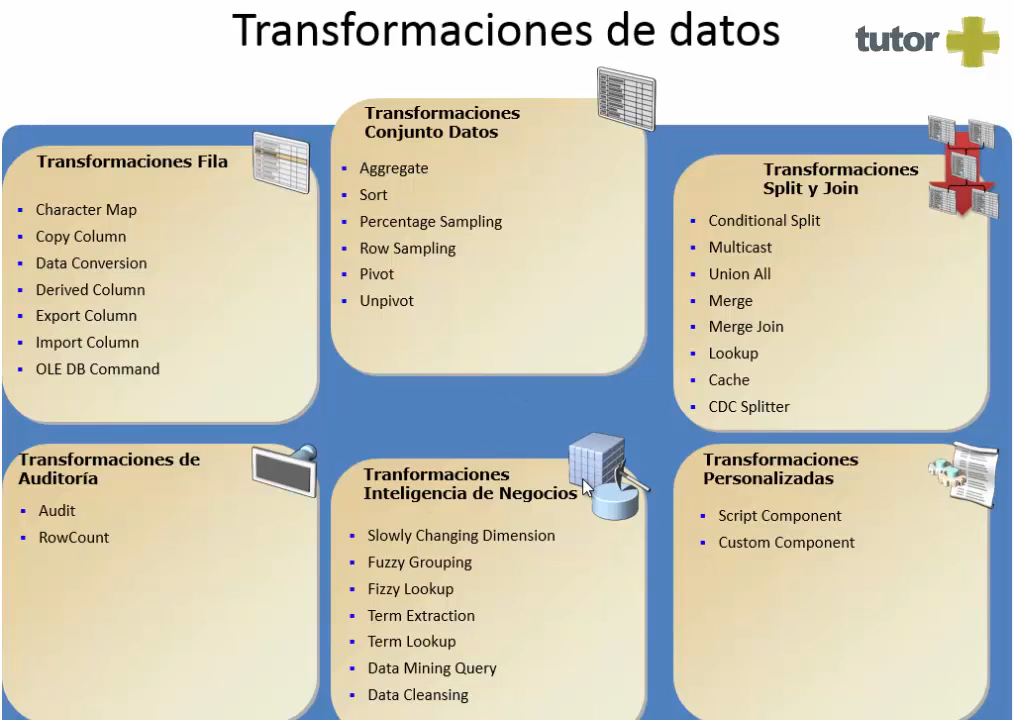 Transformaciones de datos
tutor
Transformaciones Fila
Character Map
Copy Column
Data Conversion
Derived Column
Export Column
Import Column
OLE DB Command
Transformaciones
Conjunto Datos
Aggregate
Sort
Percentage Sampling
Row Sampling
Pivot
Unpivot
Transformaciones
Split y Join
Conditional Split
Multicast
Union All
Merge
Merge Join
Lookup
Cache
CDC Splitter
Transformaciones de
Auditoría
Audit
RowCount
Tranformaciones
Inteligencia de Negocios
Slowly Changing Dimension
Fuzzy Grouping
Fizzy Lookup
Term Extraction
Term Lookup
Data Mining Query
Data Cleansing
Transformaciones
Personalizadas
Script Component
Custom Component